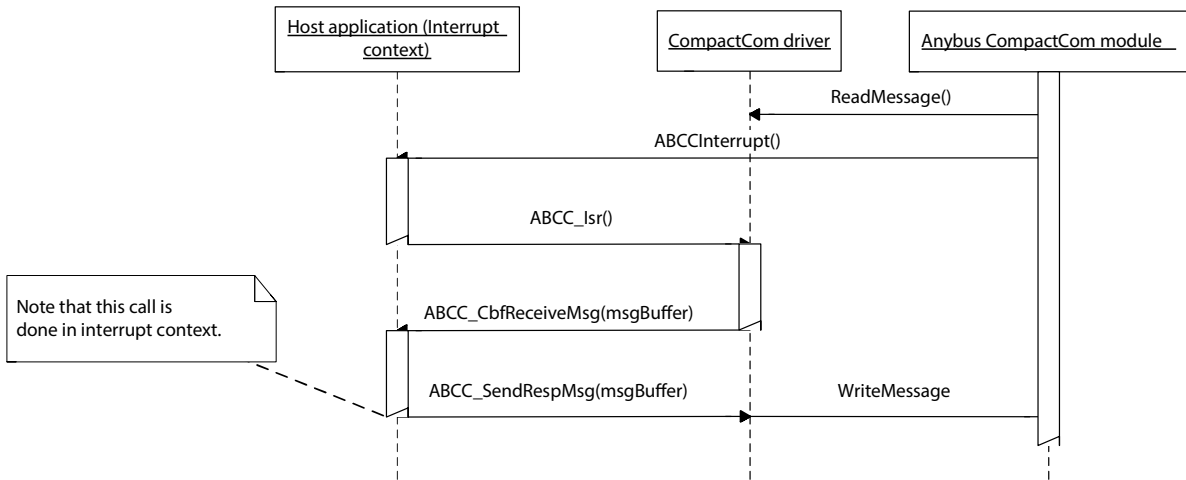 Host application (Interrupt
context)
CompactCom driver
Anybus CompactCom module
ReadMessage()
ABCCInterrupt()
ABCC_Isr()
Note that this call is
done in interrupt context.
ABCC_CbfReceiveMsg(msgBuffer)
ABCC_SendRespMsg(msgBuffer)
WriteMessage